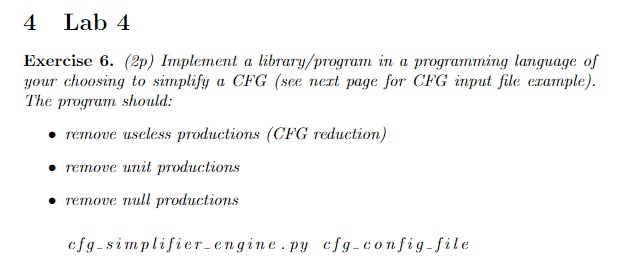 4 Lab 4
Exercise 6. (2p) Implement a library/program in a programming language of
your choosing to simplify a CFG (see next page for CFG input file example).
The program should:
• remove useless productions (CFG reduction)
• remove unit productions
• remove null productions
cfg_simplifier_engine.py cfg_config_file